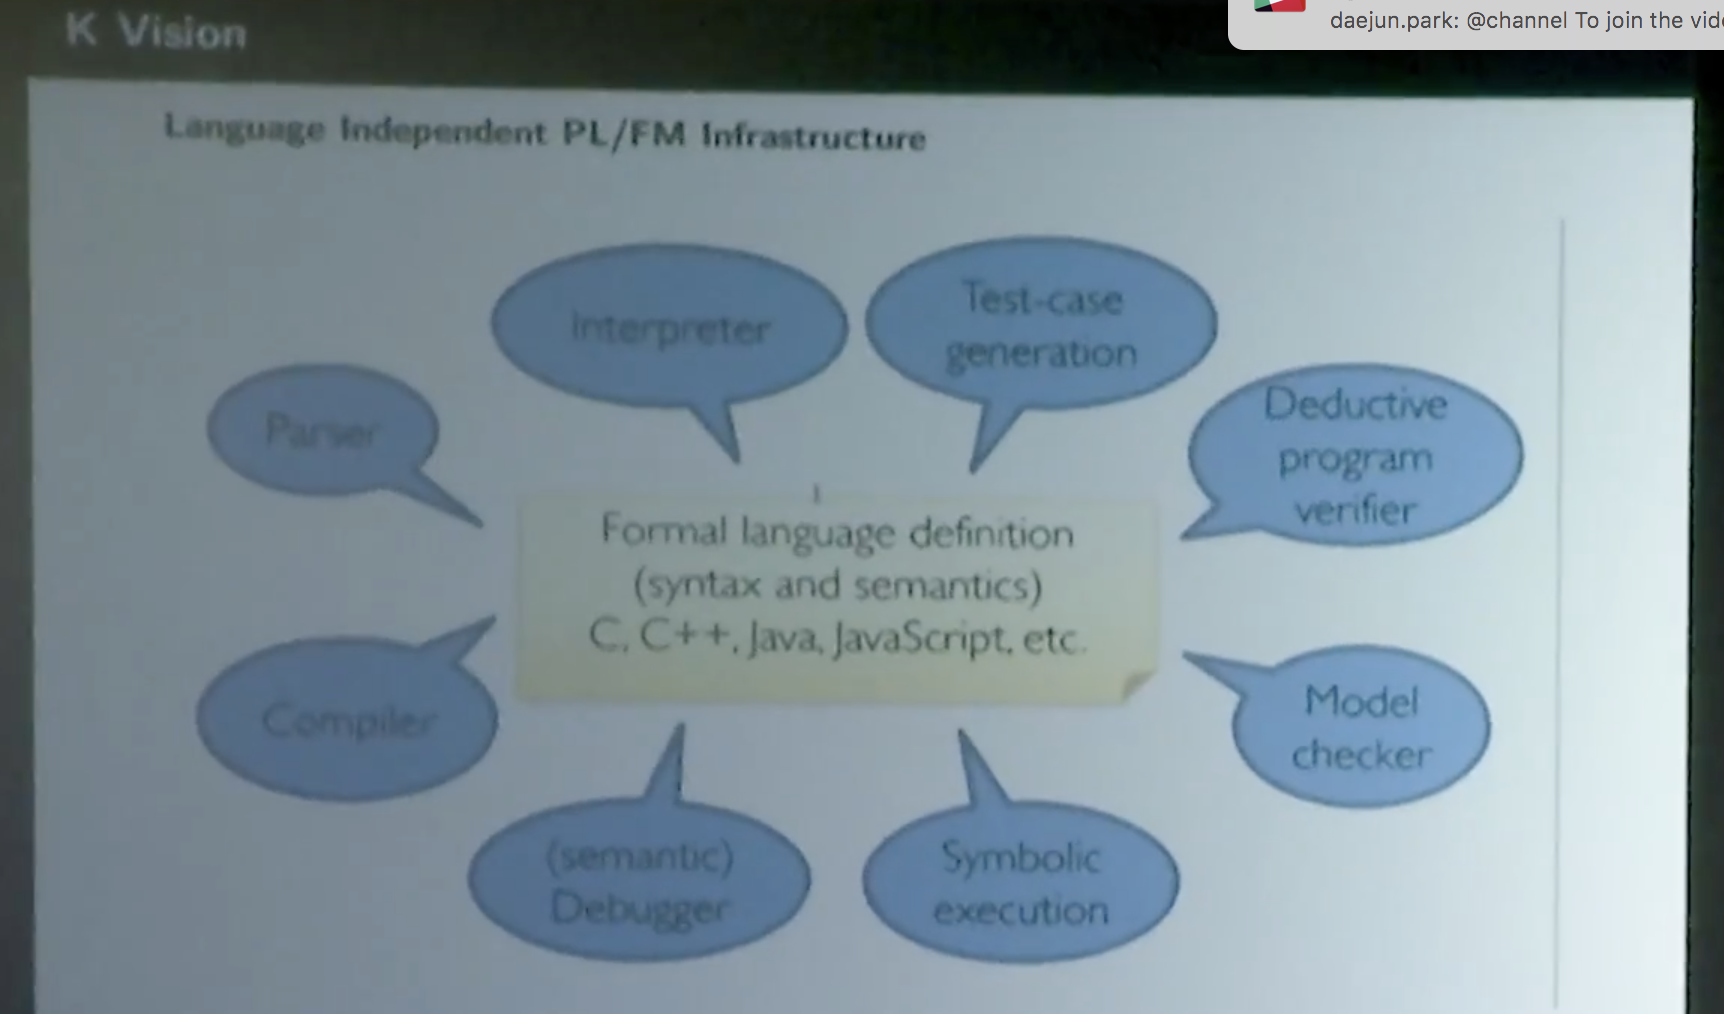 K Vision
daejun.park: @channel To join the vid
Language Independent PL/FM Infrastructure
Interpreter
Test-case
generation
Parser
Deductive
program
verifier
Formal language definition
(syntax and semantics)
C, C++, Java, JavaScript, etc.
Compiler
Model
checker
(semantic)
Debugger
Symbolic
execution